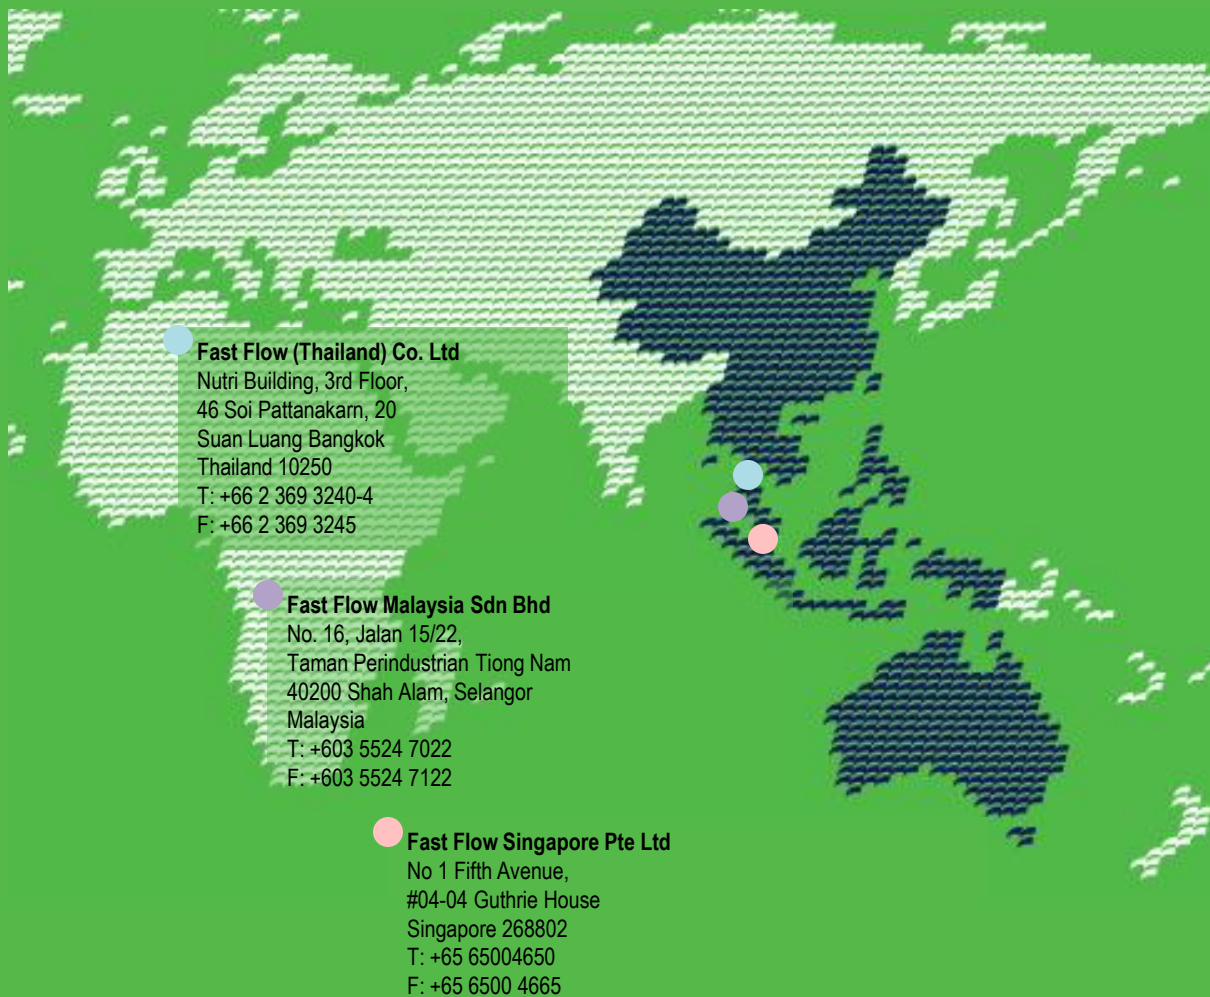 Fast Flow (Thailand) Co. Ltd
Nutri Building, 3rd Floor,
46 Soi Pattanakarn, 20
Suan Luang Bangkok
Thailand 10250
T: +66 2 369 3240-4
F: +66 2 369 3245
Fast Flow Malaysia Sdn Bhd
No. 16, Jalan 15/22,
Taman Perindustrian Tiong Nam
40200 Shah Alam, Selangor
Malaysia
T: +603 5524 7022
F: +603 5524 7122
Fast Flow Singapore Pte Ltd
No 1 Fifth Avenue,
#04-04 Guthrie House
Singapore 268802
T: +65 65004650
F: +65 6500 4665